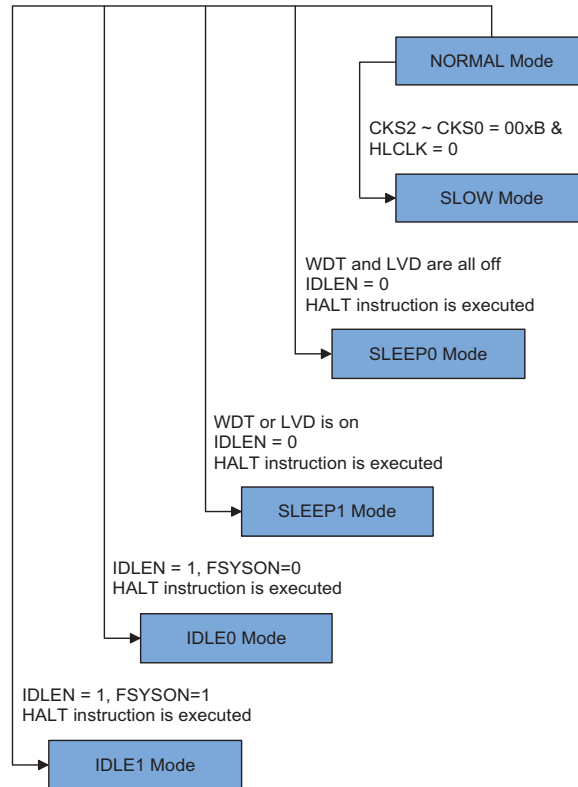 NORMAL Mode
CKS2 ~ CKS0 = 00xB &
HLCLK = 0
SLOW Mode
WDT and LVD are all off
IDLEN = 0
HALT instruction is executed
SLEEP0 Mode
WDT or LVD is on
IDLEN = 0
HALT instruction is executed
SLEEP1 Mode
IDLEN = 1, FSYSON=0
HALT instruction is executed
IDLE0 Mode
IDLEN = 1, FSYSON=1
HALT instruction is executed
IDLE1 Mode